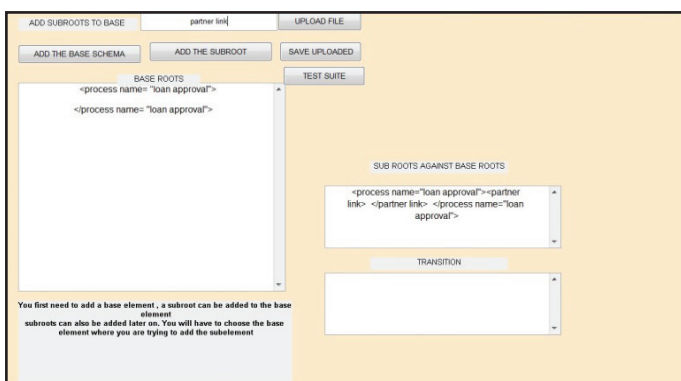 ADD SUBROOTS TO BASE
partner link
UPLOAD FILE
ADD THE BASE SCHEMA
ADD THE SUBROOT
SAVE UPLOADED
TEST SUITE
BASE ROOTS
<process name= "loan approval">
</process name= "loan approval">
SUB ROOTS AGAINST BASE ROOTS
<process name="loan approval"><partner
link> </partner link> </process name="loan
approval">
TRANSITION
You first need to add a base element , a subroot can be added to the base
element
subroots can also be added later on. You will have to choose the base
element where you are trying to add the subelement